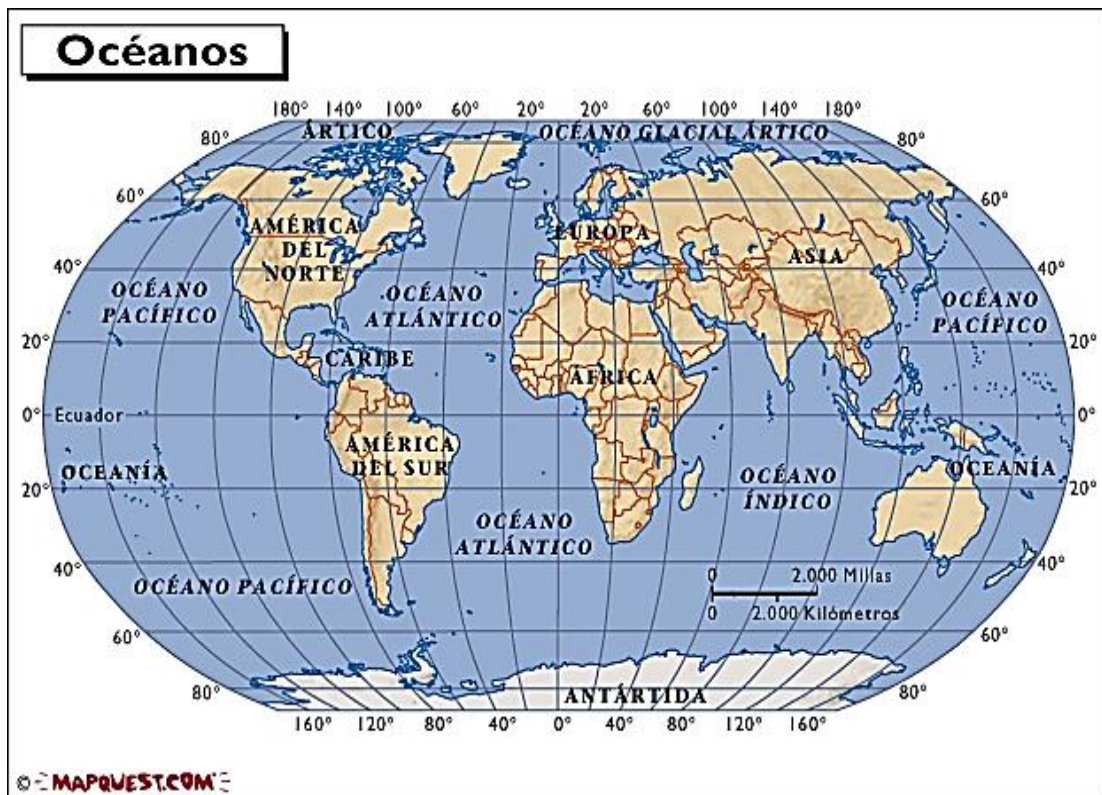 Océanos
180° 140° 100° 60° 20° 20° 60° 100° 140° 180°
80° ÁRTICO OCÉANO GLACIAL ÁRTICO 80°
60° 60°
AMÉRICA
DEL
NORTE
EUROPA
ASIA
40° 40°
OCÉANO
PACÍFICO
OCÉANO
ATLÁNTICO
OCÉANO
PACÍFICO
20° 20°
CARIBE
ÁFRICA
0° Ecuador 0°
AMÉRICA
DEL SUR
OCEANÍA
OCEANÍA
20° 20°
OCÉANO
ÍNDICO
OCÉANO
ATLÁNTICO
40° 40°
OCÉANO PACÍFICO
0 2.000 Millas
0 2.000 Kilómetros
60° 60°
80° ANTÁRTIDA 80°
160° 120° 80° 40° 0° 40° 80° 120° 160°
© MAPQUEST.COM